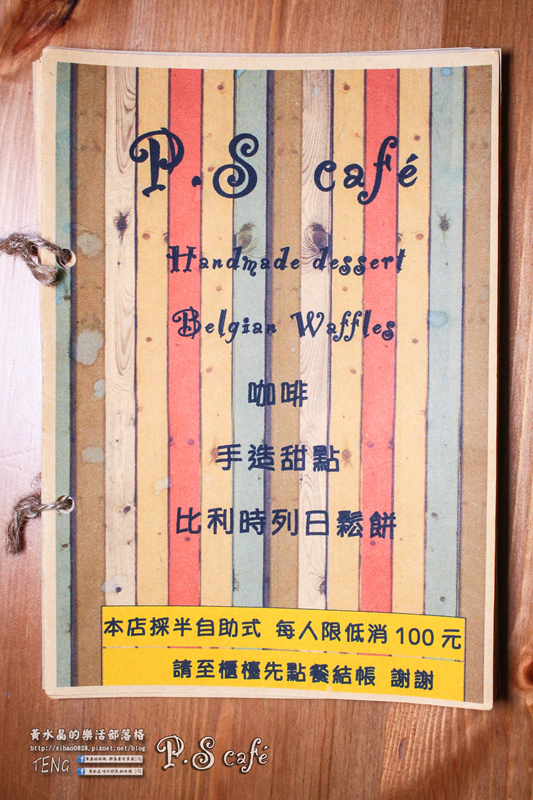 P.S café
Handmade dessert
Belgian Waffles
咖啡
手造甜點
比利時列日鬆餅
本店採半自助式 每人限低消 100 元
請至櫃檯先點餐結帳 謝謝
黃水晶的樂活部落格
http://zihan0828.pixnet.net/blog
TENG
P.S café